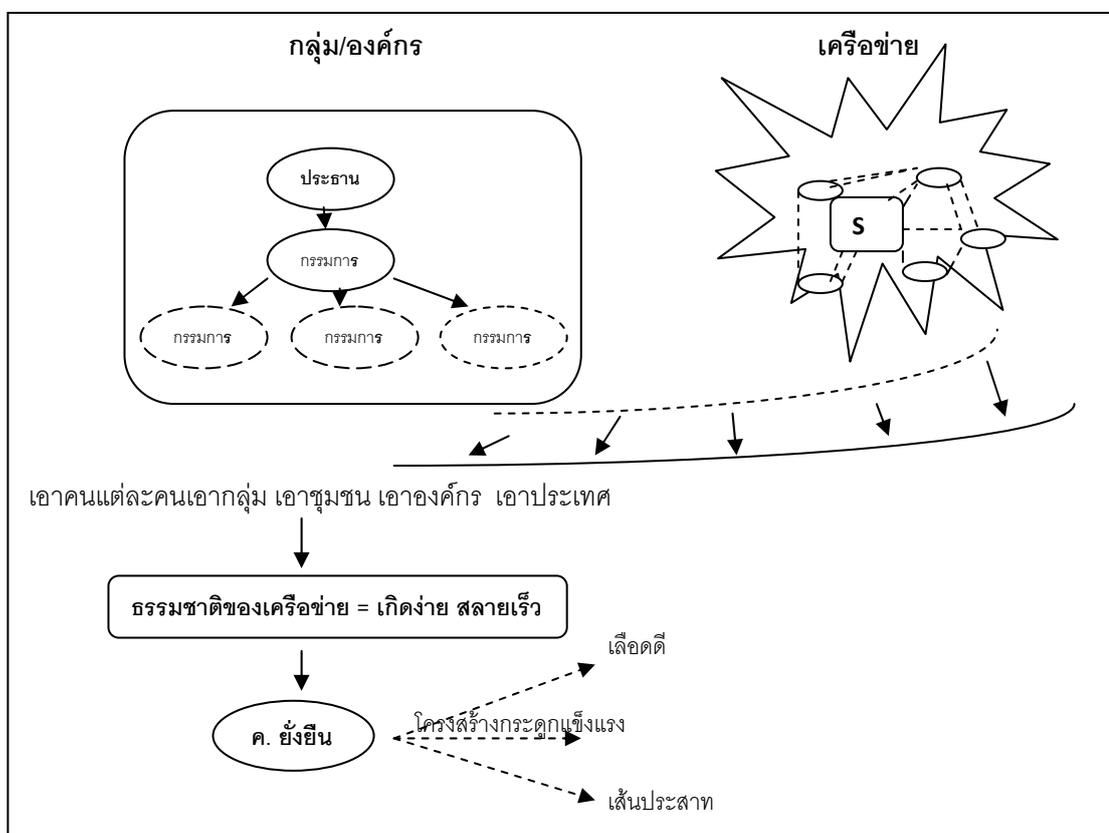 กลุ่ม/องค์กร
เครือข่าย
ประธาน
กรรมการ
กรรมการ
กรรมการ
กรรมการ
S
เอาคนแต่ละคนเอากลุ่ม เอาชุมชน เอาองค์กร เอาประเทศ
ธรรมชาติของเครือข่าย = เกิดง่าย สลายเร็ว
เลือดดี
โครงสร้างกระดูกแข็งแรง
ค. ยั่งยืน
เส้นประสาท